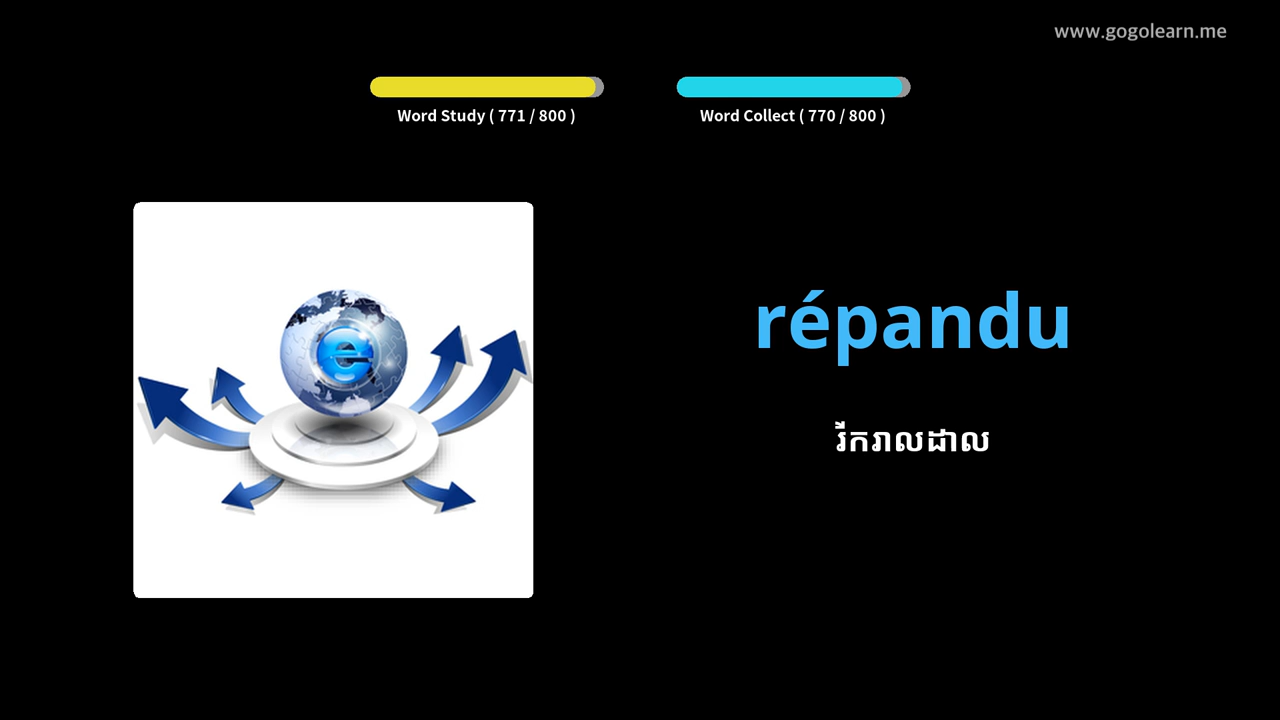 www.gogolearn.me
Word Study ( 771 / 800 )
Word Collect ( 770 / 800 )
e
répandu
រីករាលដាល